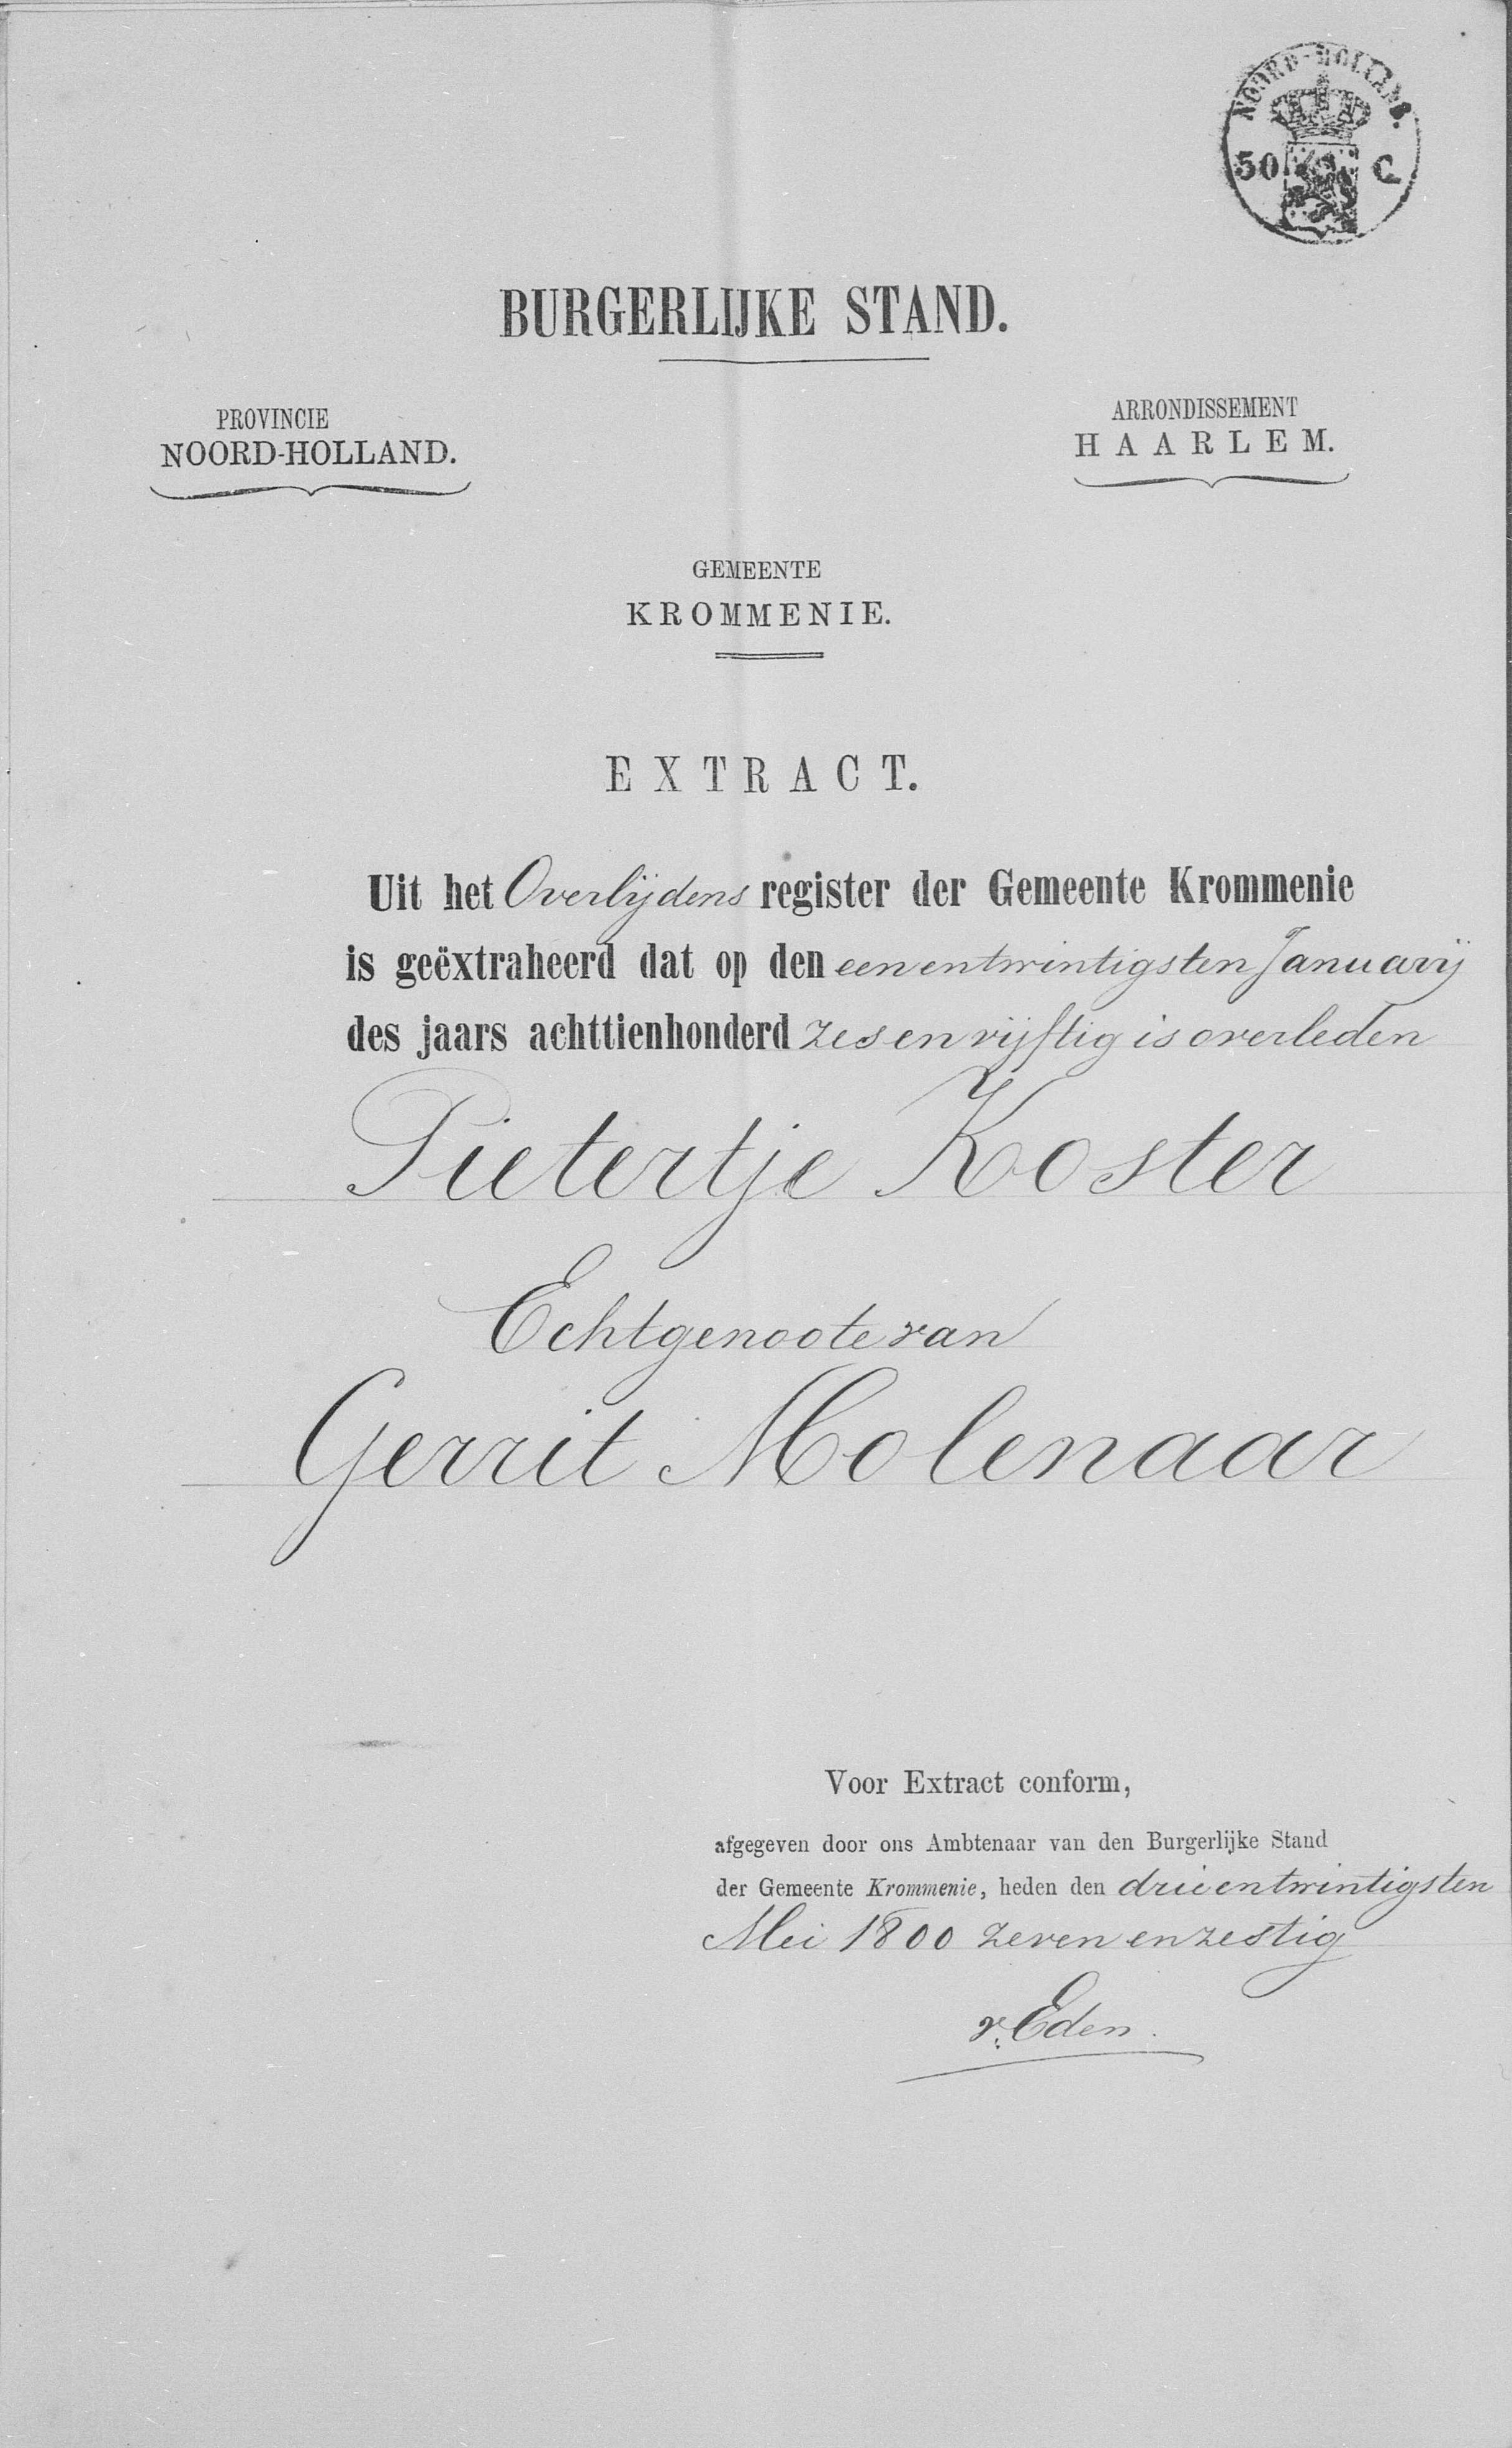 NOORD-HOLLAND.
50 C.
BURGERLIJKE STAND.
PROVINCIE
NOORD-HOLLAND.
ARRONDISSEMENT
HAARLEM.
GEMEENTE
KROMMENIE.
EXTRACT.
Uit het Overlijdens register der Gemeente Krommenie
is geëxtraheerd dat op den eenentwintigsten Januarij
des jaars achttienhonderd zesenvijftig is overleden
Pietertje Koster
Echtgenoote van
Gerrit Molenaar
Voor Extract conform,
afgegeven door ons Ambtenaar van den Burgerlijke Stand
der Gemeente Krommenie, heden den drieentwintigsten
Mei 1800 zeven en zestig
v. Eden.